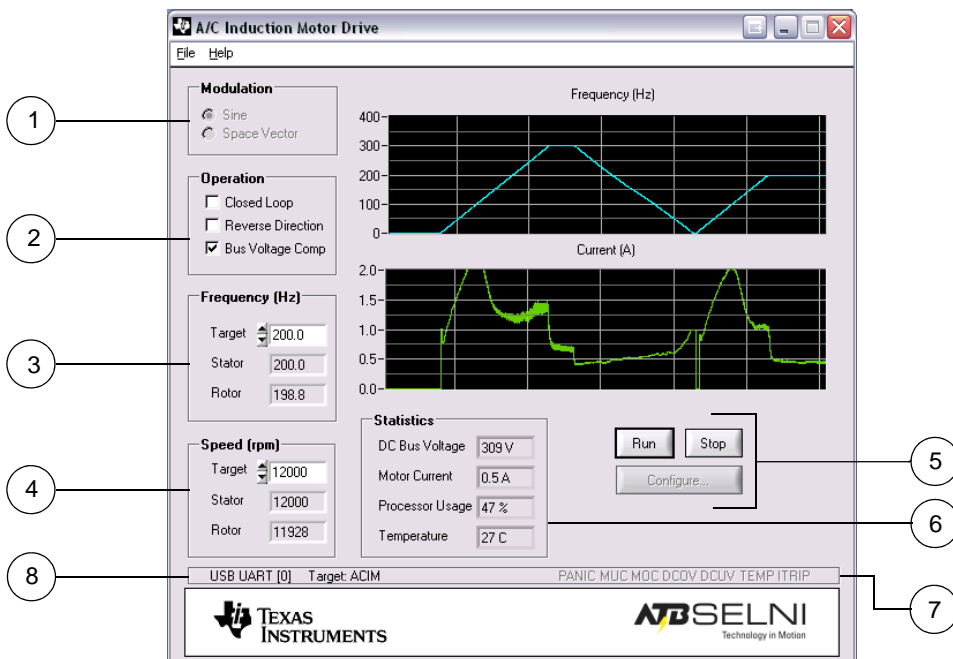 A/C Induction Motor Drive
File Help
Modulation
Sine
Space Vector
1
Operation
Closed Loop
Reverse Direction
Bus Voltage Comp
2
Frequency (Hz)
Target 200.0
Stator 200.0
Rotor 198.8
3
Speed (rpm)
Target 12000
Stator 12000
Rotor 11928
4
Frequency (Hz)
400
300
200
100
0
Current (A)
2.0
1.5
1.0
0.5
0.0
Statistics
DC Bus Voltage 309 V
Motor Current 0.5 A
Processor Usage 47 %
Temperature 27 C
6
Run Stop
Configure...
5
8
USB UART [0] Target: ACIM
PANIC MUC MOC DCOV DCUV TEMP ITRIP
7
TEXAS
INSTRUMENTS
ATB SELNI
Technology in Motion